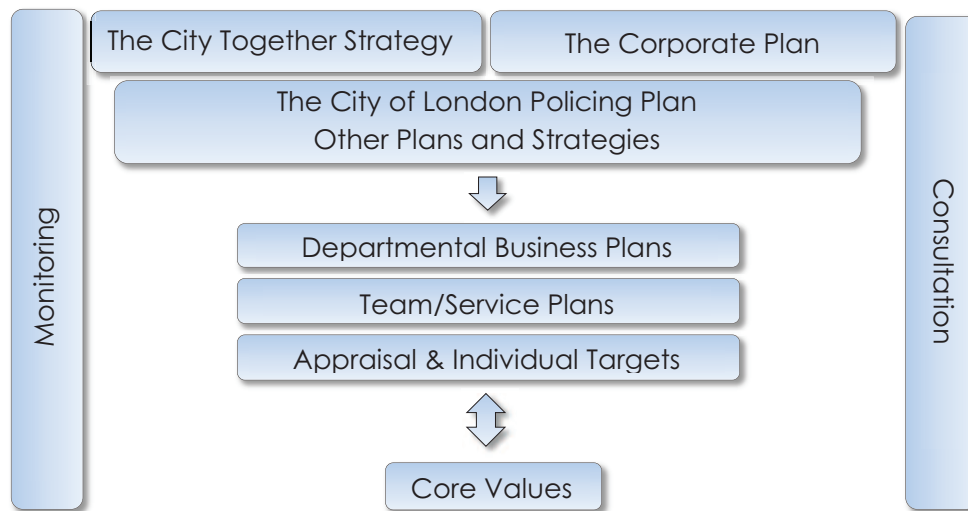 The City Together Strategy
The Corporate Plan
The City of London Policing Plan
Other Plans and Strategies
Monitoring
Consultation
Departmental Business Plans
Team/Service Plans
Appraisal & Individual Targets
Core Values